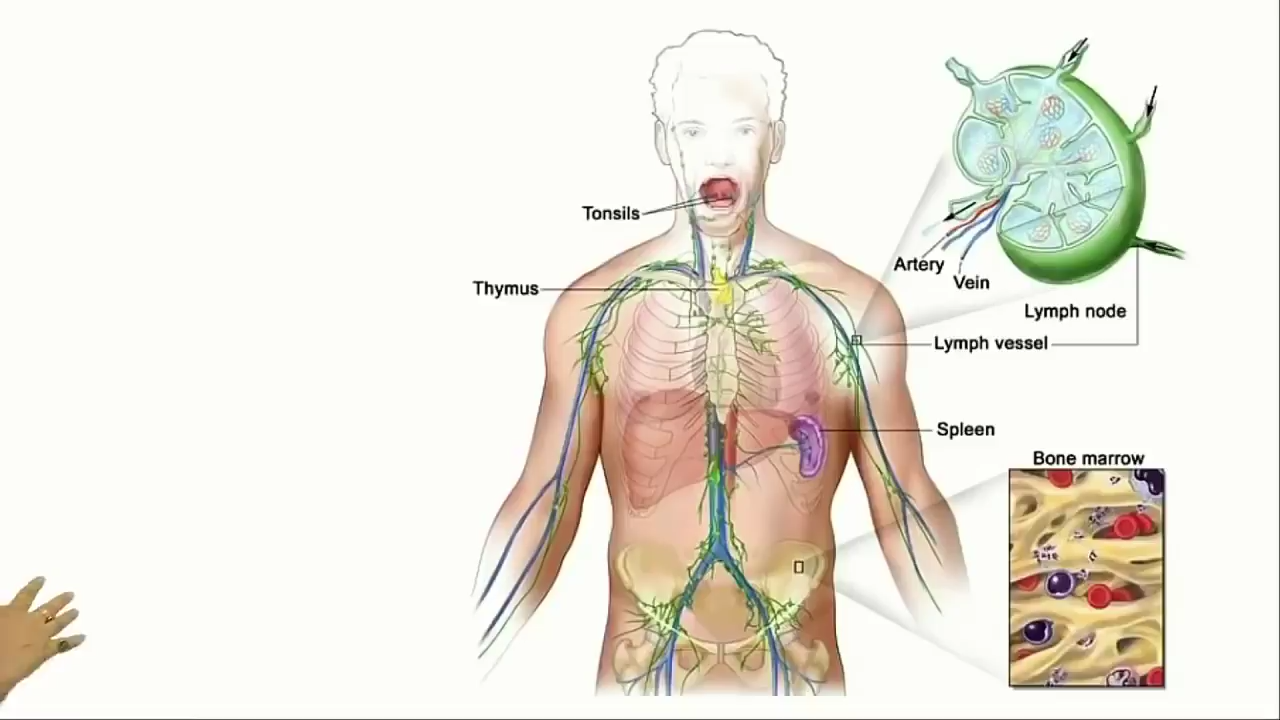 Tonsils
Thymus
Artery
Vein
Lymph node
Lymph vessel
Spleen
Bone marrow